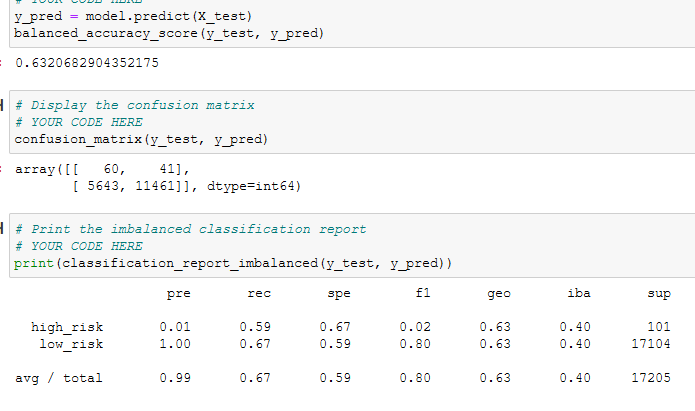 # YOUR CODE HERE
y_pred = model.predict(X_test)
balanced_accuracy_score(y_test, y_pred)
: 0.6320682904352175
# Display the confusion matrix
# YOUR CODE HERE
confusion_matrix(y_test, y_pred)
: array([[   60,    41],
       [ 5643, 11461]], dtype=int64)
# Print the imbalanced classification report
# YOUR CODE HERE
print(classification_report_imbalanced(y_test, y_pred))
pre rec spe f1 geo iba sup
high_risk 0.01 0.59 0.67 0.02 0.63 0.40 101
low_risk 1.00 0.67 0.59 0.80 0.63 0.40 17104
avg / total 0.99 0.67 0.59 0.80 0.63 0.40 17205